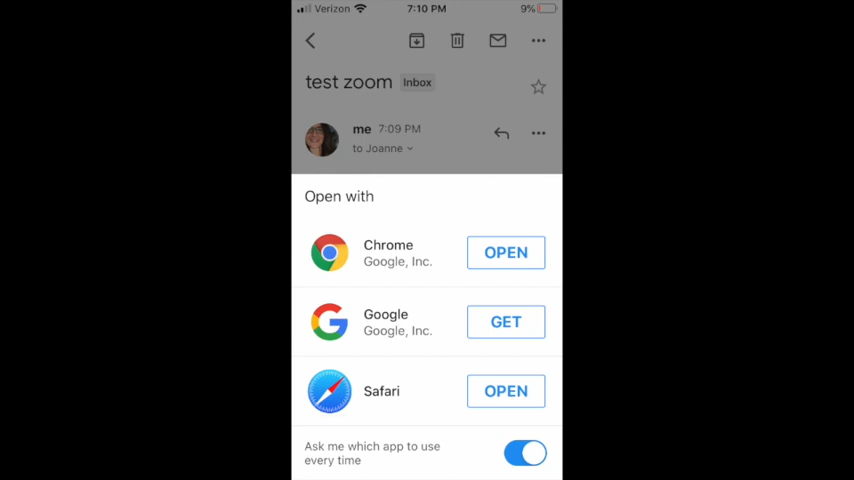 Verizon 7:10 PM 9%
test zoom Inbox
me 7:09 PM
to Joanne
Open with
Chrome
Google, Inc.
OPEN
Google
Google, Inc.
GET
Safari
OPEN
Ask me which app to use
every time